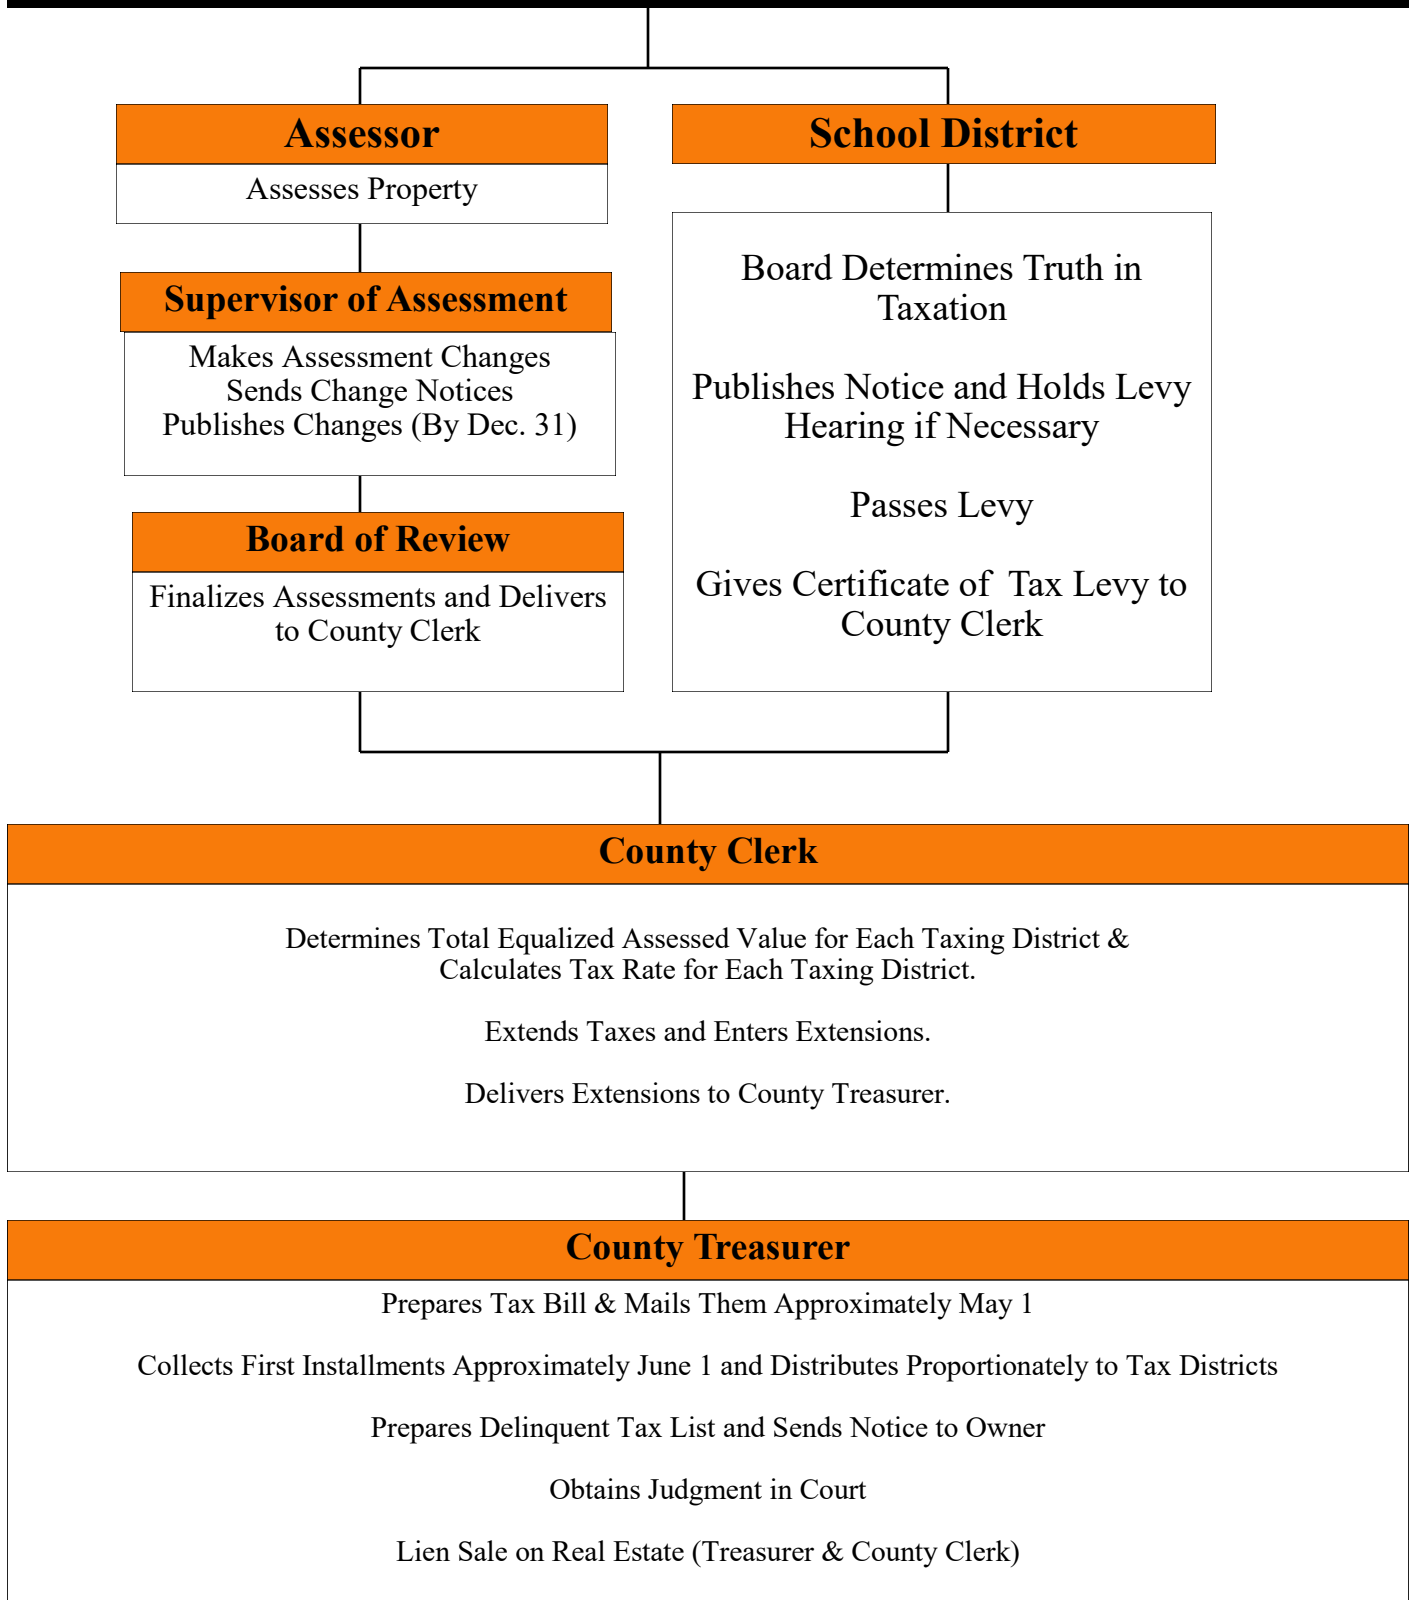 Assessor
Assesses Property
Supervisor of Assessment
Makes Assessment Changes
Sends Change Notices
Publishes Changes (By Dec. 31)
Board of Review
Finalizes Assessments and Delivers
to County Clerk
School District
Board Determines Truth in
Taxation
Publishes Notice and Holds Levy
Hearing if Necessary
Passes Levy
Gives Certificate of  Tax Levy to
County Clerk
County Clerk
Determines Total Equalized Assessed Value for Each Taxing District &
Calculates Tax Rate for Each Taxing District.
Extends Taxes and Enters Extensions.
Delivers Extensions to County Treasurer.
County Treasurer
Prepares Tax Bill & Mails Them Approximately May 1
Collects First Installments Approximately June 1 and Distributes Proportionately to Tax Districts
Prepares Delinquent Tax List and Sends Notice to Owner
Obtains Judgment in Court
Lien Sale on Real Estate (Treasurer & County Clerk)